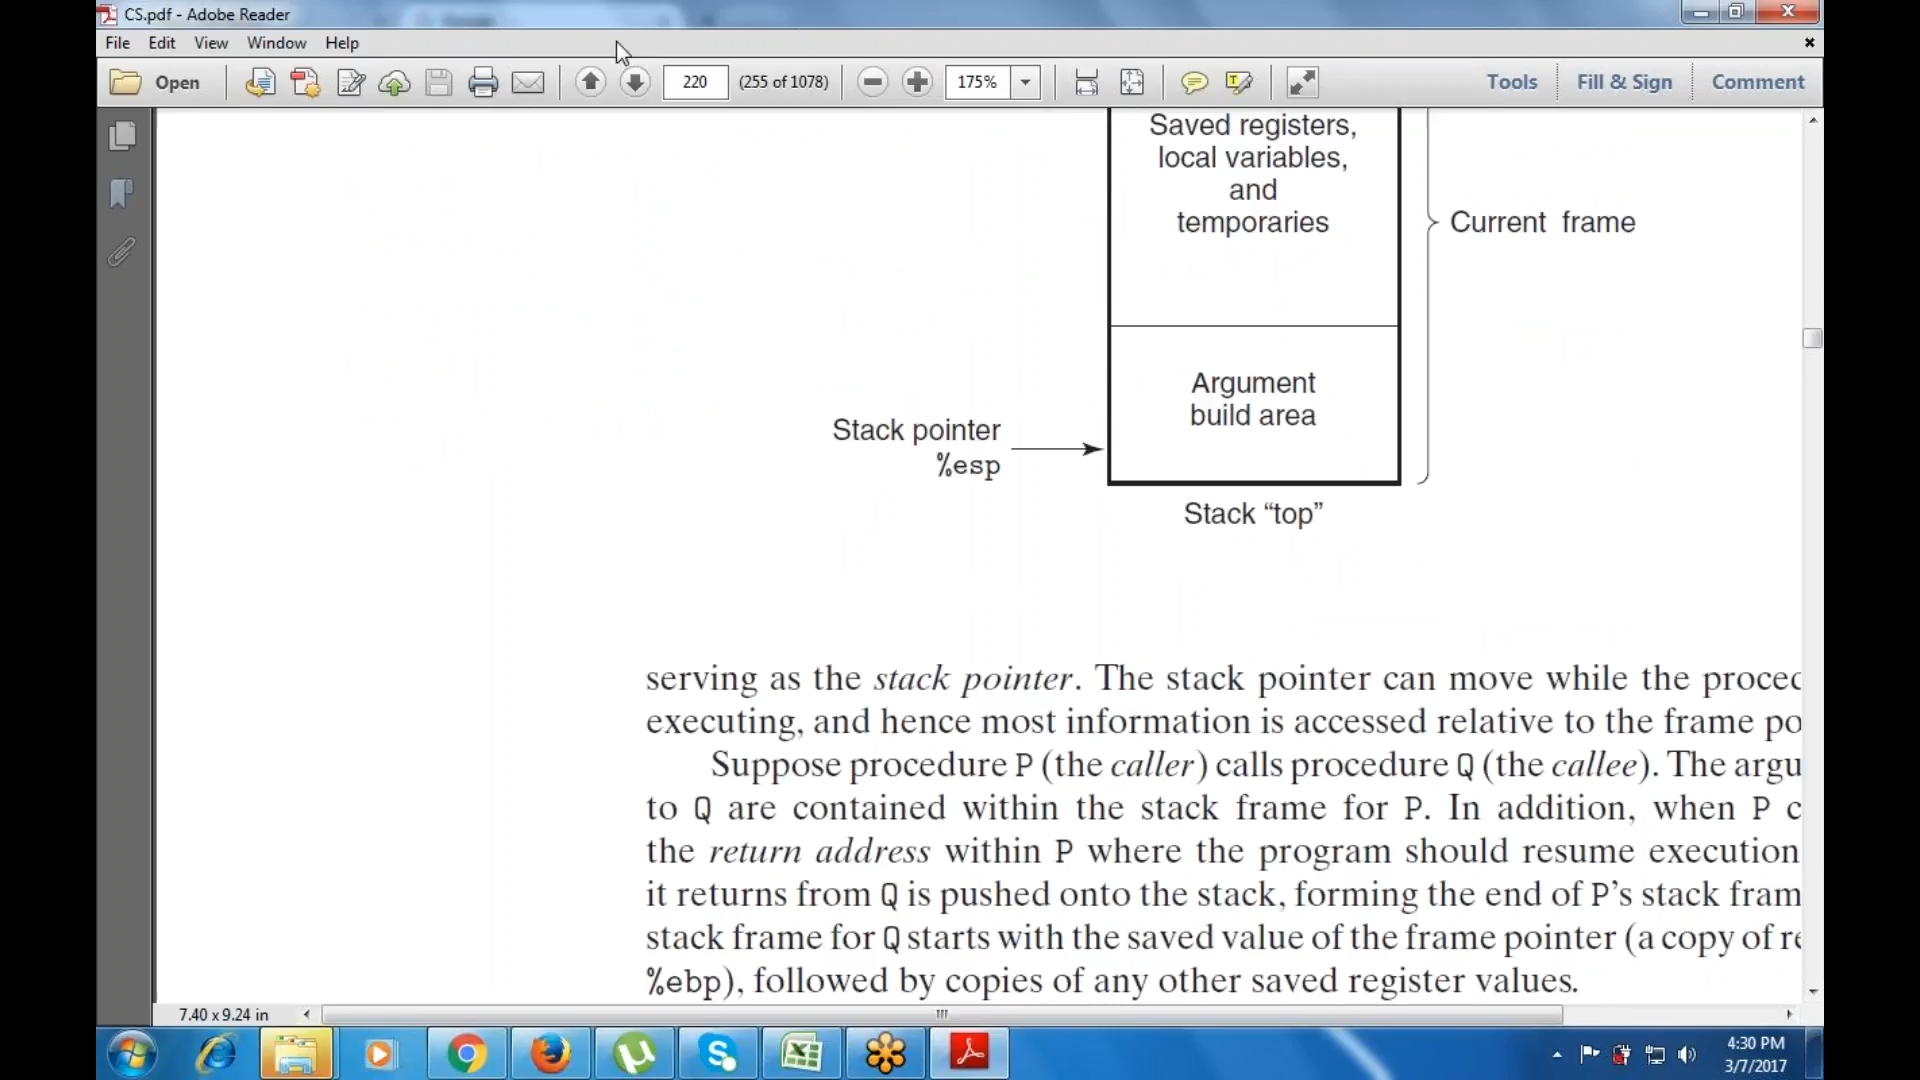 CS.pdf - Adobe Reader
File Edit View Window Help
Open 220 (255 of 1078) 175% Tools Fill & Sign Comment
Saved registers,
local variables,
and
temporaries
Current frame
Argument
build area
Stack pointer
%esp
Stack “top”
serving as the stack pointer. The stack pointer can move while the proced
executing, and hence most information is accessed relative to the frame po
Suppose procedure P (the caller) calls procedure Q (the callee). The argu
to Q are contained within the stack frame for P. In addition, when P c
the return address within P where the program should resume execution
it returns from Q is pushed onto the stack, forming the end of P’s stack fram
stack frame for Q starts with the saved value of the frame pointer (a copy of re
%ebp), followed by copies of any other saved register values.
7.40 x 9.24 in
4:30 PM
3/7/2017